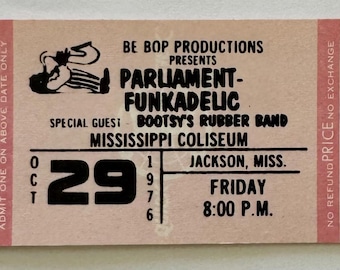 BE BOP PRODUCTIONS
PRESENTS
PARLIAMENT-
FUNKADELIC
SPECIAL GUEST BOOTSY'S RUBBER BAND
MISSISSIPPI COLISEUM
OCT
29
1976
JACKSON, MISS.
FRIDAY
8:00 P.M.
ADMIT ONE ON ABOVE DATE ONLY
NO REFUND PRICE NO EXCHANGE